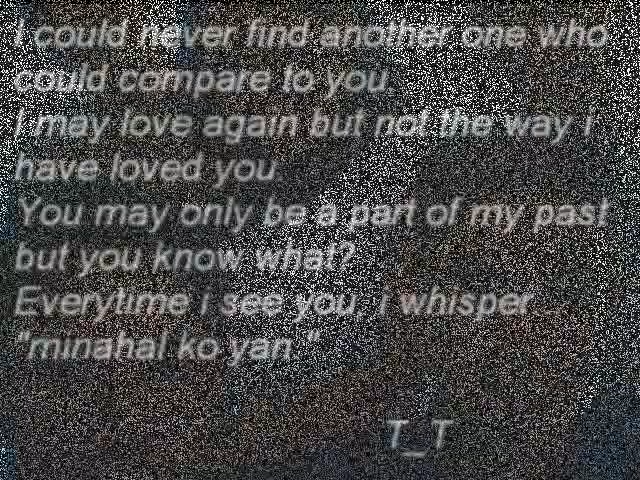 I could never find another one who
could compare to you.
I may love again but not the way i
have loved you.
You may only be a part of my past
but you know what?
Everytime i see you, i whisper
"minahal ko yan."
T_T